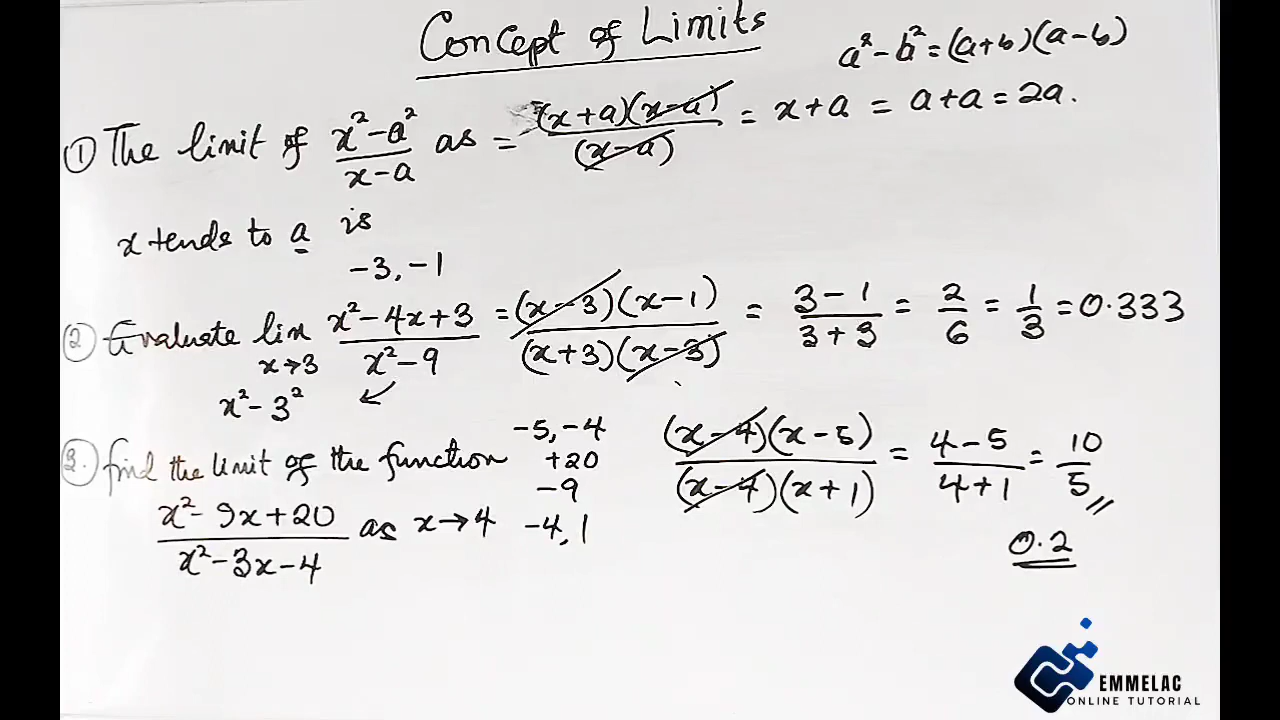 Concept of Limits
a² - b² = (a+b)(a-b)
① The limit of (x² - a²)/(x - a) as = (x+a)(x-a)/(x-a) = x+a = a+a = 2a.
x tends to a is
-3, -1
② Evaluate lim x→3 (x² - 4x + 3)/(x² - 9) = (x-3)(x-1)/(x+3)(x-3) = (3-1)/(3+3) = 2/6 = 1/3 = 0.333
x² - 3² ↙
③. find the limit of the function
(x² - 9x + 20)/(x² - 3x - 4) as x→4
-5, -4
+20
-9
-4, 1
(x-4)(x-5)/(x-4)(x+1) = (4-5)/(4+1) = 10/5
0.2
EMMELAC
ONLINE TUTORIAL